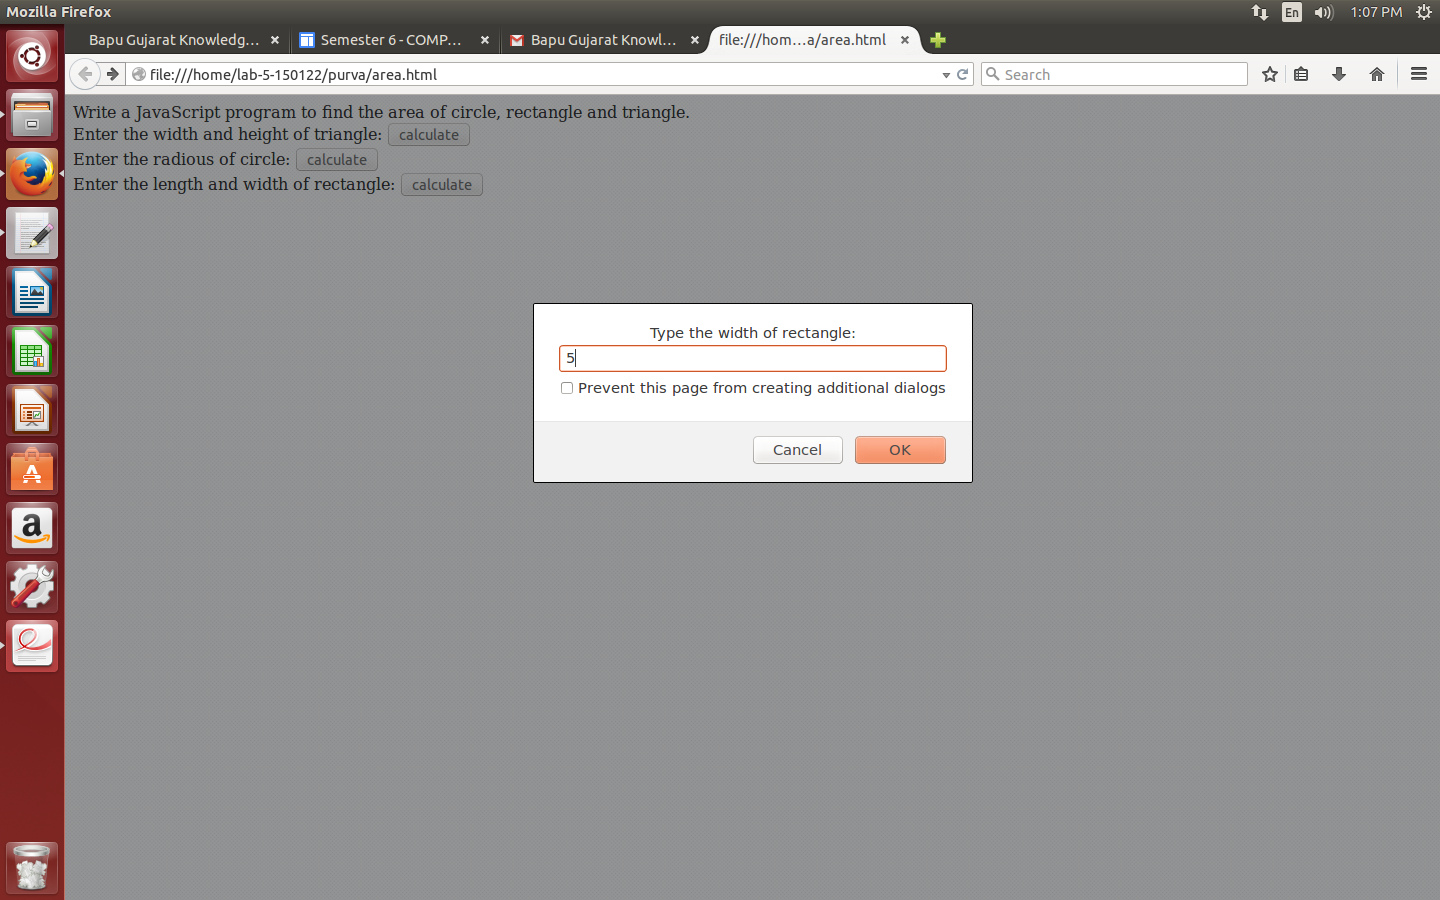 Mozilla Firefox
En
1:07 PM
Bapu Gujarat Knowledg...
Semester 6 - COMP...
Bapu Gujarat Knowl...
file:///hom...a/area.html
file:///home/lab-5-150122/purva/area.html
Search
Write a JavaScript program to find the area of circle, rectangle and triangle.
Enter the width and height of triangle: calculate
Enter the radious of circle: calculate
Enter the length and width of rectangle: calculate
Type the width of rectangle:
5
Prevent this page from creating additional dialogs
Cancel OK